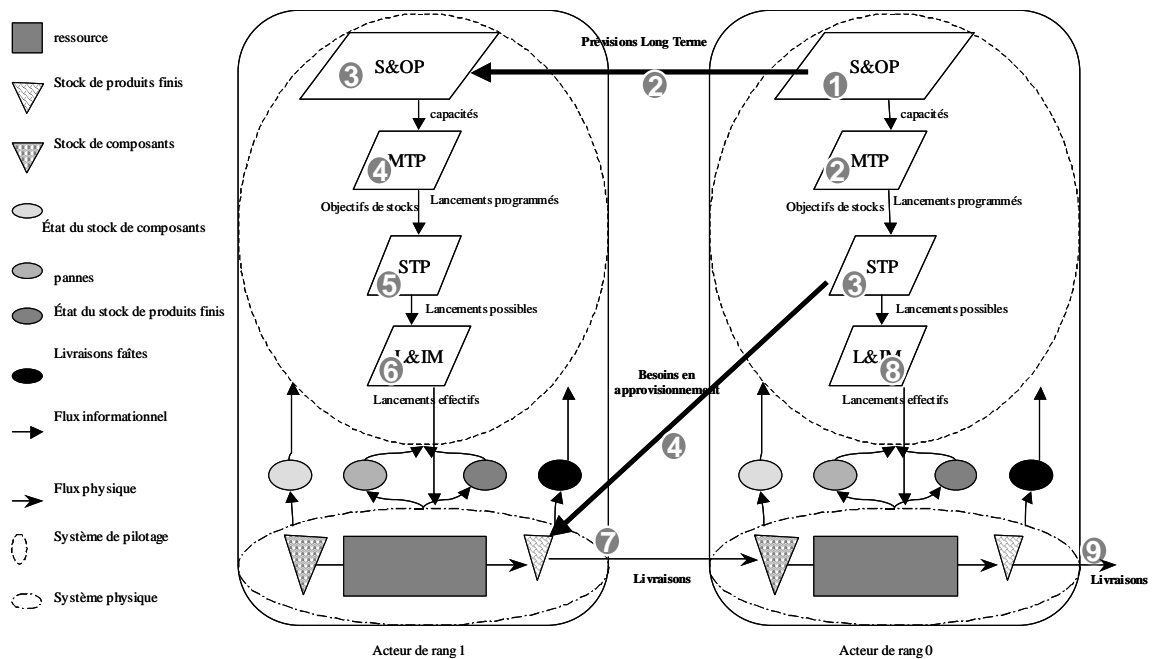 ressource
Stock de produits finis
Stock de composants
État du stock de composants
pannes
État du stock de produits finis
Livraisons faîtes
Flux informationnel
Flux physique
Système de pilotage
Système physique
Prévisions Long Terme
S&OP
3
2
S&OP
1
capacités
capacités
MTP
4
MTP
2
Objectifs de stocks
Lancements programmés
Objectifs de stocks
Lancements programmés
STP
5
STP
3
Lancements possibles
Lancements possibles
L&IM
6
L&IM
8
Besoins en
approvisionnement
4
Lancements effectifs
Lancements effectifs
7
9
Livraisons
Livraisons
Acteur de rang 1
Acteur de rang 0